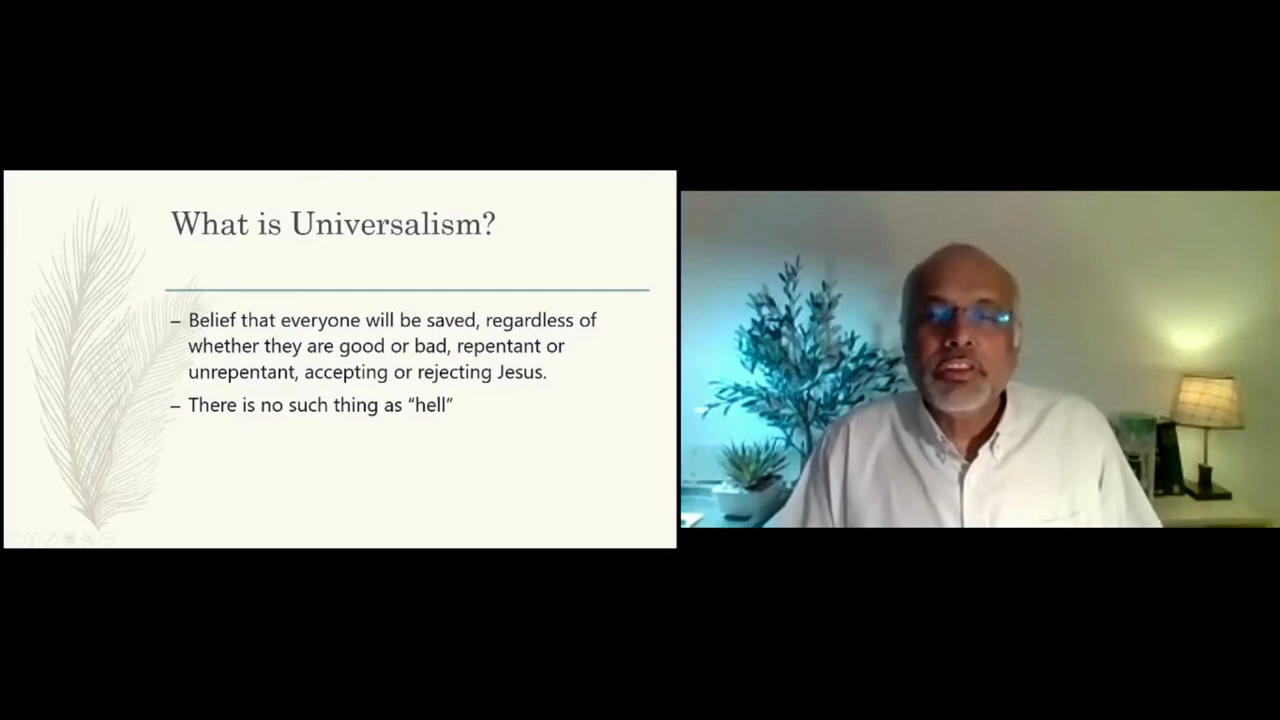 What is Universalism?
– Belief that everyone will be saved, regardless of
whether they are good or bad, repentant or
unrepentant, accepting or rejecting Jesus.
– There is no such thing as “hell”